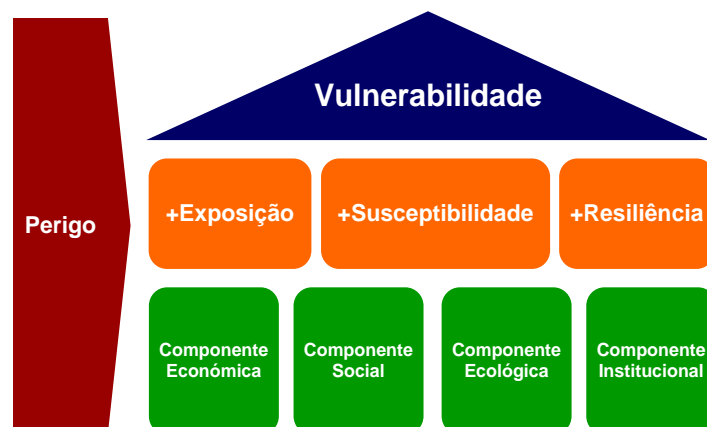 Vulnerabilidade
Perigo
+Exposição
+Susceptibilidade
+Resiliência
Componente
Económica
Componente
Social
Componente
Ecológica
Componente
Institucional